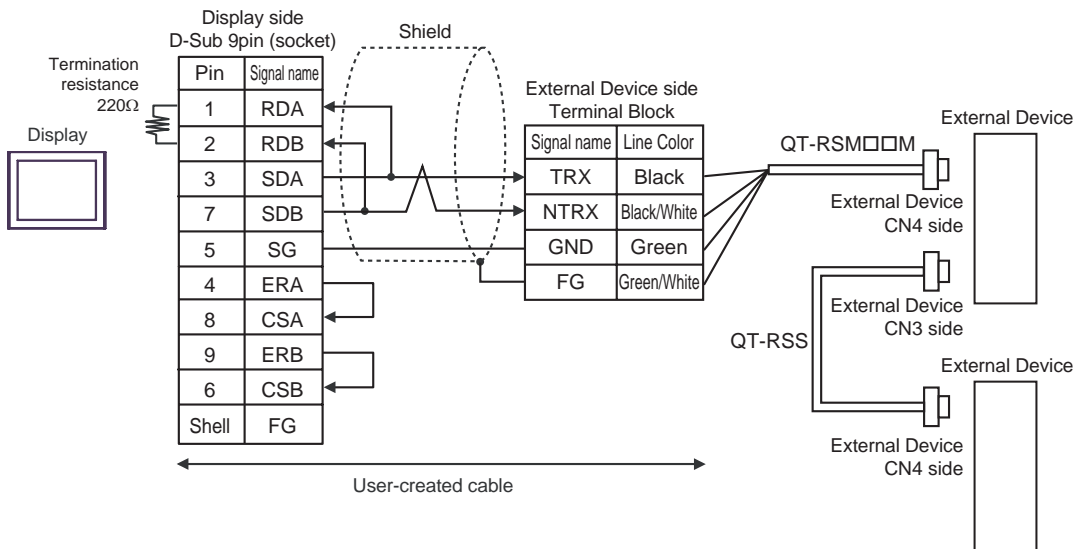 Display side
D-Sub 9pin (socket)
Shield
Termination
resistance
220Ω
Display
Pin Signal name
1 RDA
2 RDB
3 SDA
7 SDB
5 SG
4 ERA
8 CSA
9 ERB
6 CSB
Shell FG
External Device side
Terminal Block
Signal name Line Color
TRX Black
NTRX Black/White
GND Green
FG Green/White
User-created cable
QT-RSM□□M
External Device
External Device
CN4 side
External Device
CN3 side
QT-RSS
External Device
External Device
CN4 side